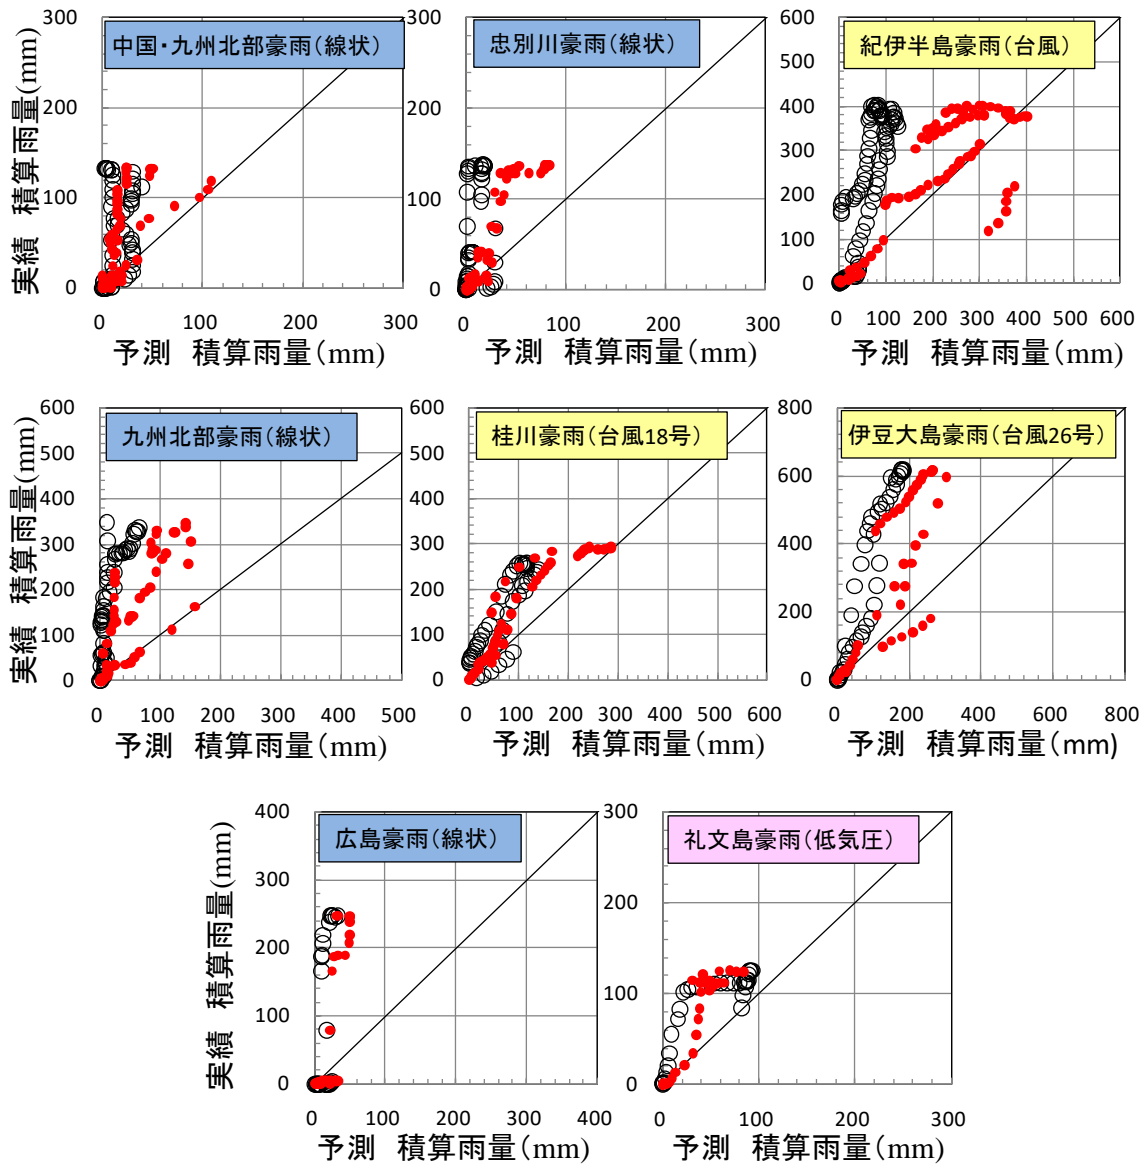 中国・九州北部豪雨(線状)
実績 積算雨量(mm)
300
200
100
0
0 100 200 300
予測 積算雨量(mm)
忠別川豪雨(線状)
300
200
100
0
0 100 200 300
予測 積算雨量(mm)
紀伊半島豪雨(台風)
600
500
400
300
200
100
0
0 100 200 300 400 500 600
予測 積算雨量(mm)
九州北部豪雨(線状)
実績 積算雨量(mm)
600
500
400
300
200
100
0
0 100 200 300 400 500
予測 積算雨量(mm)
桂川豪雨(台風18号)
600
500
400
300
200
100
0
0 100 200 300 400 500 600
予測 積算雨量(mm)
伊豆大島豪雨(台風26号)
800
600
400
200
0
0 200 400 600 800
予測 積算雨量(mm)
広島豪雨(線状)
実績 積算雨量(mm)
400
300
200
100
0
0 100 200 300 400
予測 積算雨量(mm)
礼文島豪雨(低気圧)
300
200
100
0
0 100 200 300
予測 積算雨量(mm)